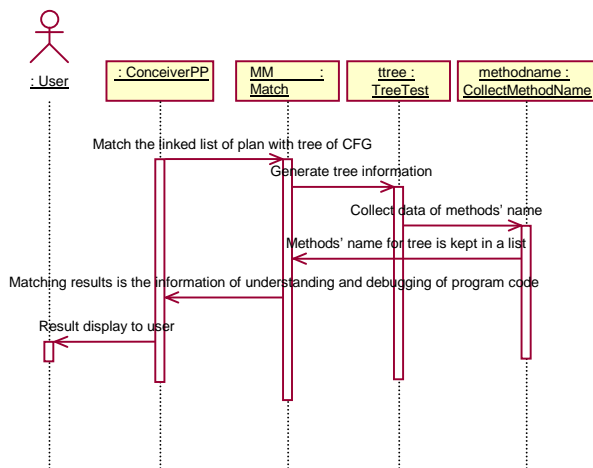 : User
: ConceiverPP
MM :
Match
ttree :
TreeTest
methodname :
CollectMethodName
Match the linked list of plan with tree of CFG
Generate tree information
Collect data of methods' name
Methods' name for tree is kept in a list
Matching results is the information of understanding and debugging of program code
Result display to user